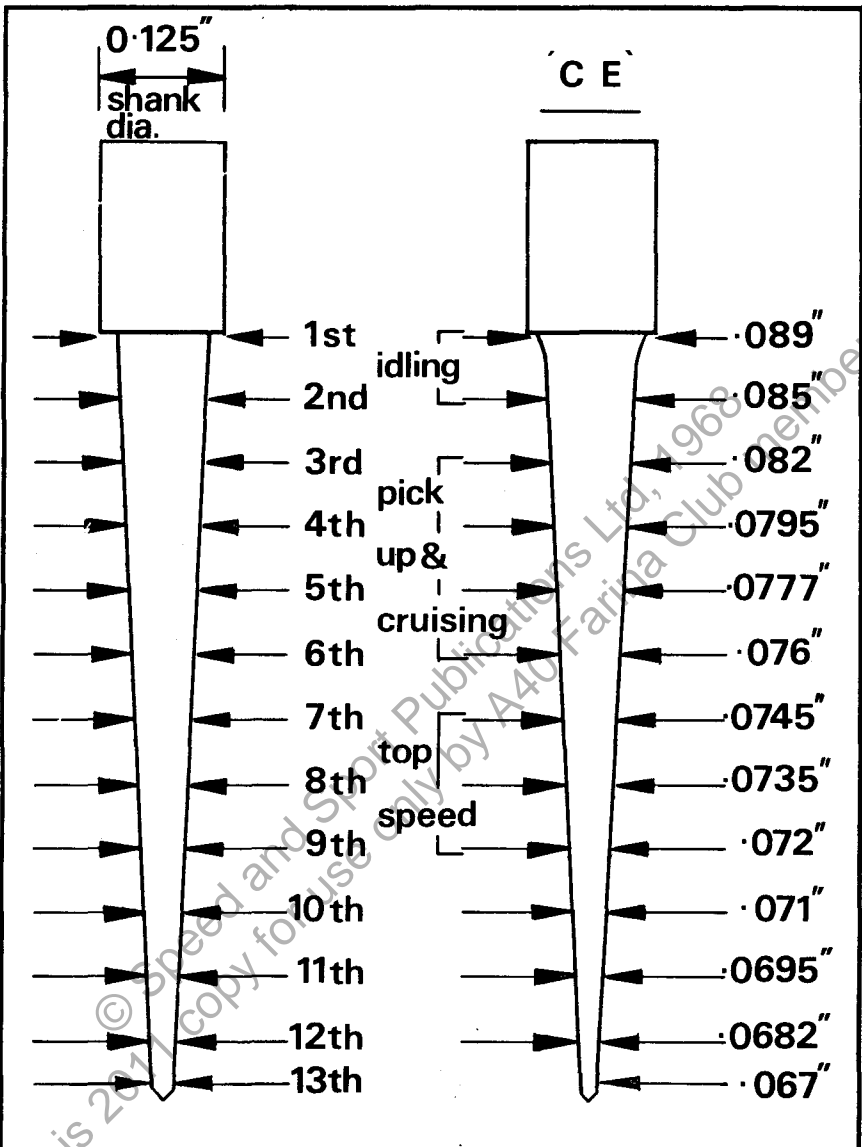 0·125"
shank
dia.
'C E'
1st idling ·089"
2nd ·085"
3rd pick ·082"
4th ·0795"
5th up & ·0777"
6th cruising ·076"
7th top ·0745"
8th ·0735"
9th speed ·072"
10th ·071"
11th ·0695"
12th ·0682"
13th ·067"
© Speed and Sport Publications Ltd, 1968
is 2011 copy for use only by A40 Farina Club